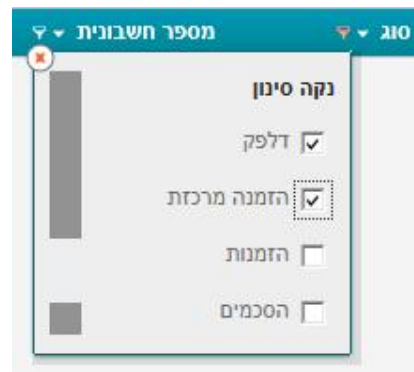 סוג
מספר חשבונית
נקה סינון
דלפק
הזמנה מרכזת
הזמנות
הסכמים